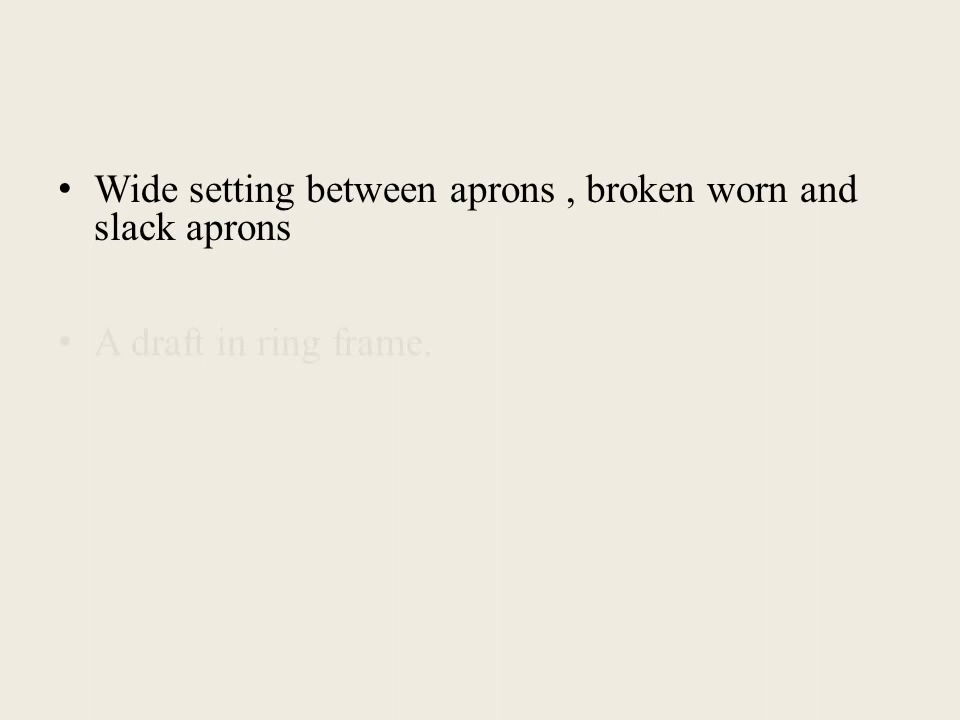 • Wide setting between aprons , broken worn and
slack aprons
• A draft in ring frame.